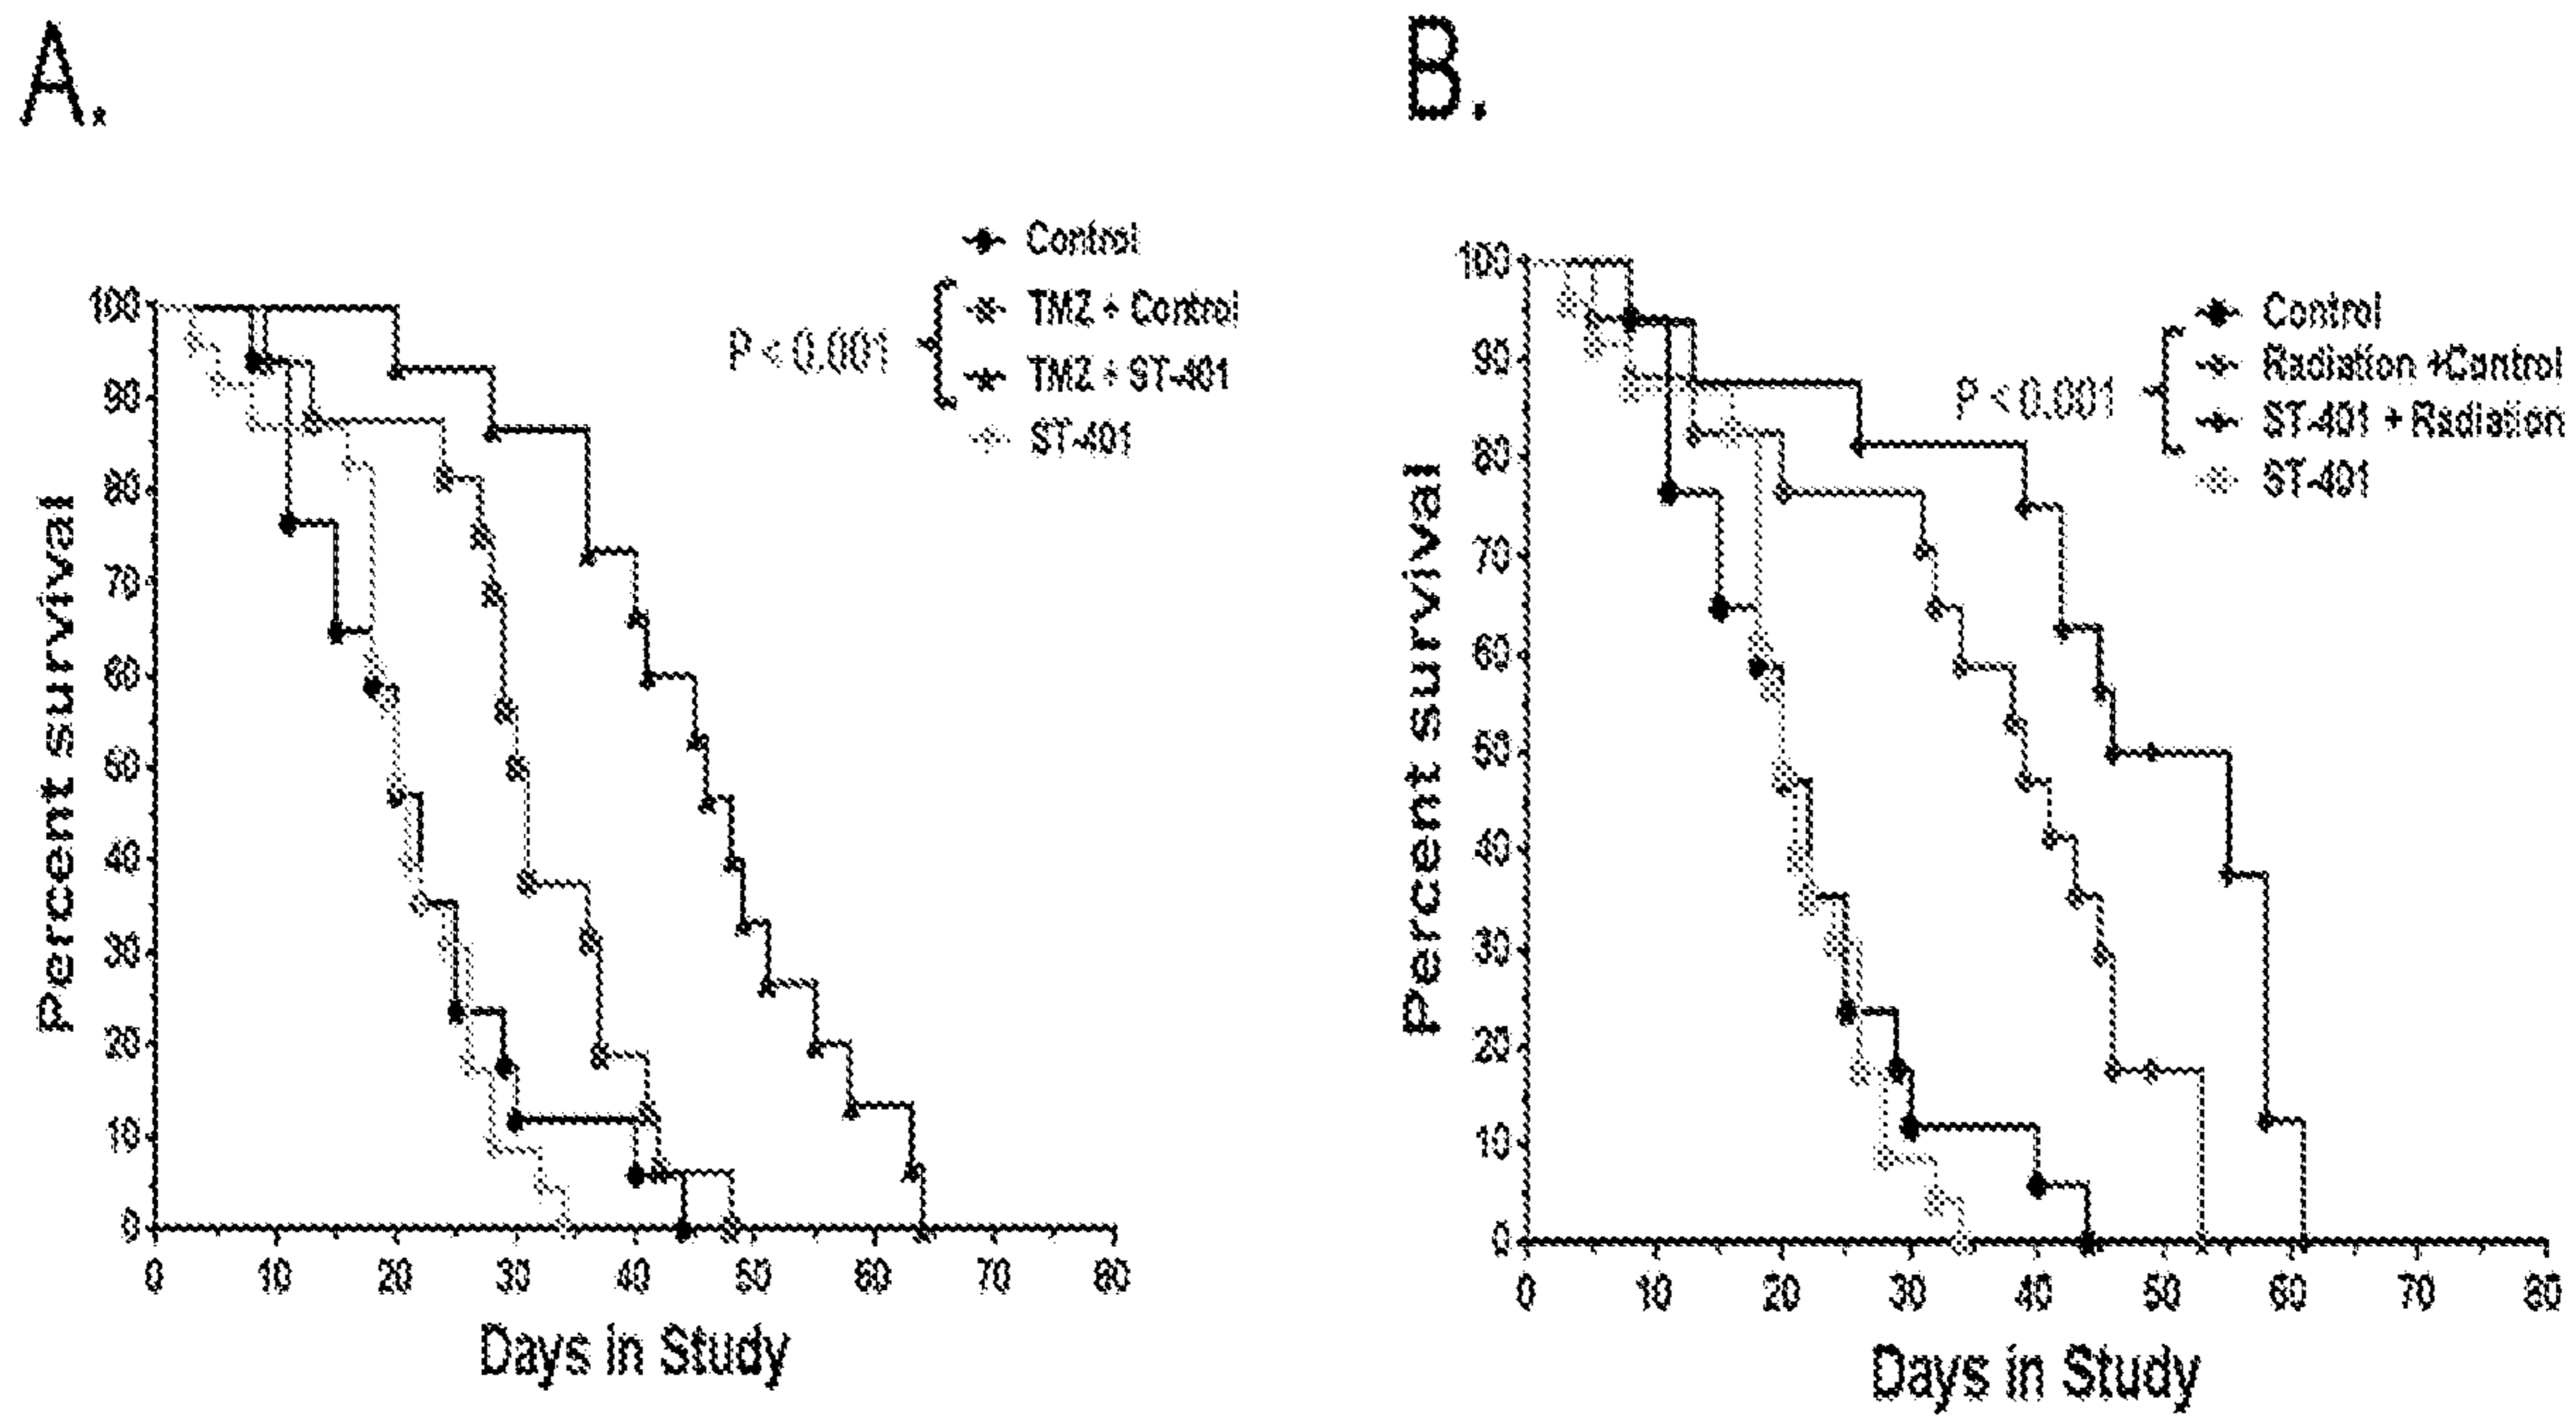 A.
Control
TMZ + Control
P < 0.001
TMZ + ST-401
ST-401
100
90
80
70
60
50
40
30
20
10
0
Percent survival
0 10 20 30 40 50 60 70 80
Days in Study
B.
Control
Radiation +Control
P < 0.001
ST-401 + Radiation
ST-401
100
90
80
70
60
50
40
30
20
10
0
Percent survival
0 10 20 30 40 50 60 70 80
Days in Study